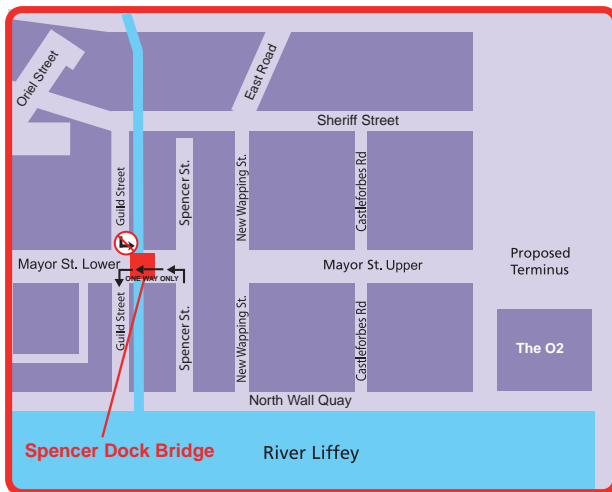 Oriel Street
East Road
Sheriff Street
Guild Street
Spencer St.
New Wapping St.
Castleforbes Rd
Mayor St. Lower
ONE WAY ONLY
Mayor St. Upper
Proposed
Terminus
Guild Street
Spencer St.
New Wapping St.
Castleforbes Rd
The O2
North Wall Quay
Spencer Dock Bridge
River Liffey